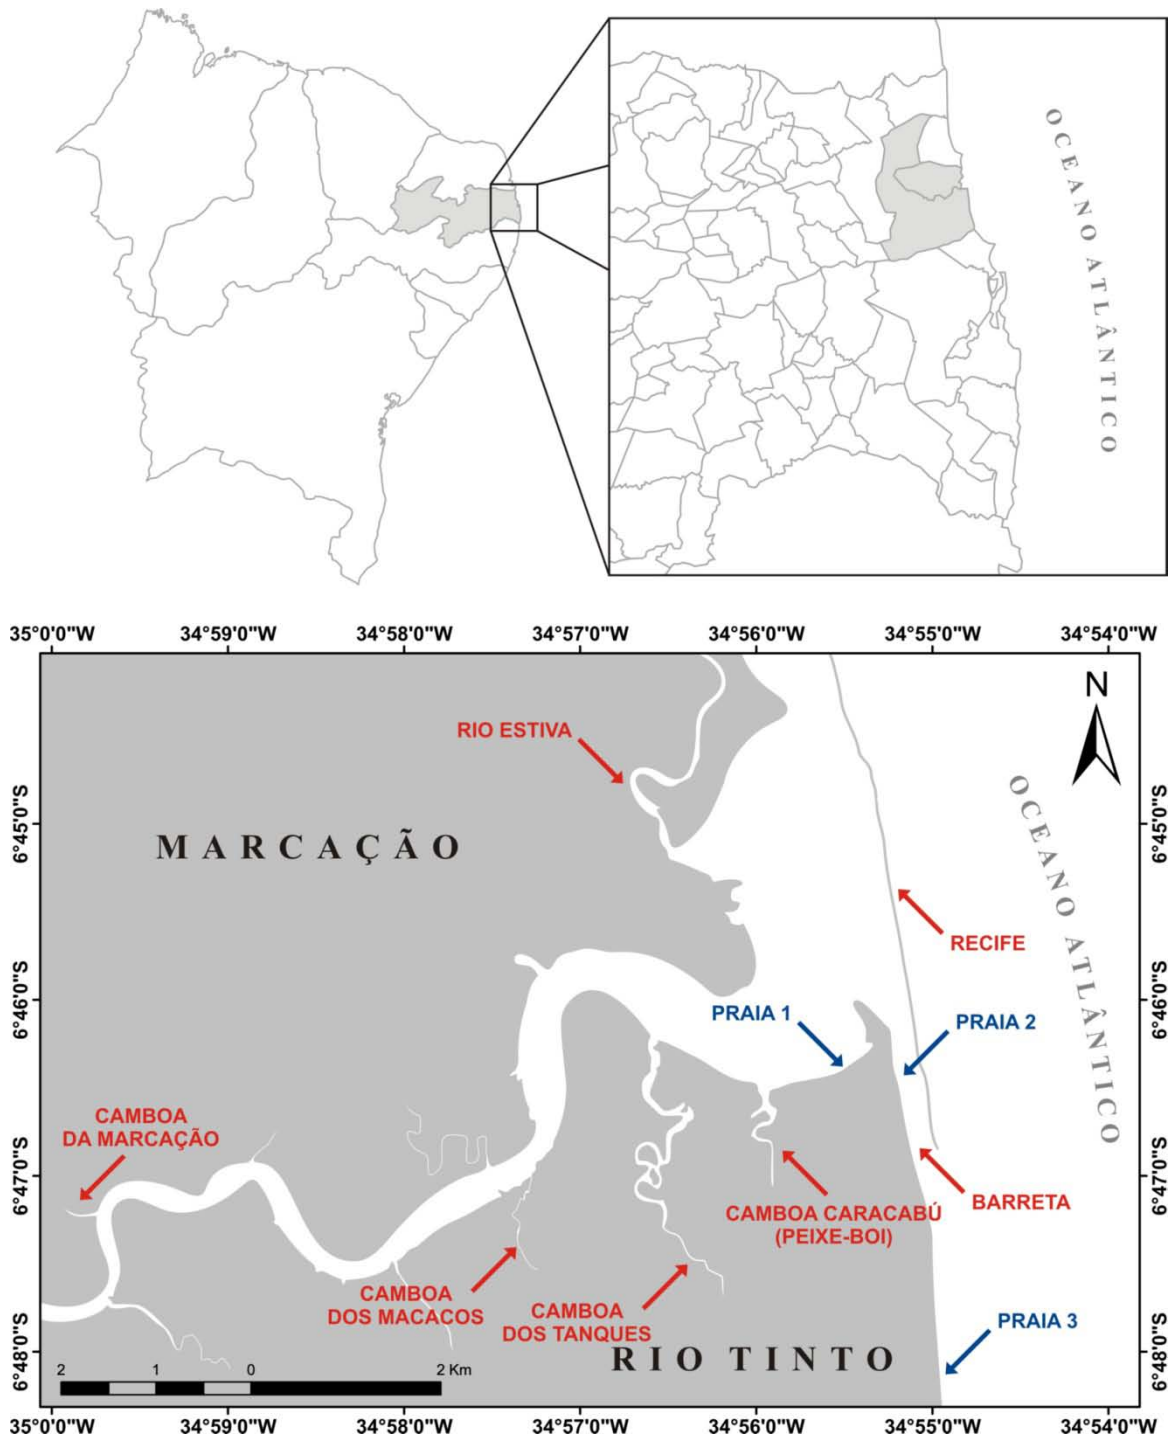 OCEANO ATLÂNTICO
35°0'0"W 34°59'0"W 34°58'0"W 34°57'0"W 34°56'0"W 34°55'0"W 34°54'0"W
N
RIO ESTIVA
OCEANO ATLÂNTICO
6°45'0"S 6°45'0"S
MARCAÇÃO
RECIFE
6°46'0"S 6°46'0"S
PRAIA 1
PRAIA 2
CAMBOA
DA MARCAÇÃO
6°47'0"S 6°47'0"S
CAMBOA CARACABÚ
(PEIXE-BOI)
BARRETA
CAMBOA
DOS MACACOS
CAMBOA
DOS TANQUES
PRAIA 3
RIO TINTO
6°48'0"S 6°48'0"S
2 1 0 2 Km
35°0'0"W 34°59'0"W 34°58'0"W 34°57'0"W 34°56'0"W 34°55'0"W 34°54'0"W